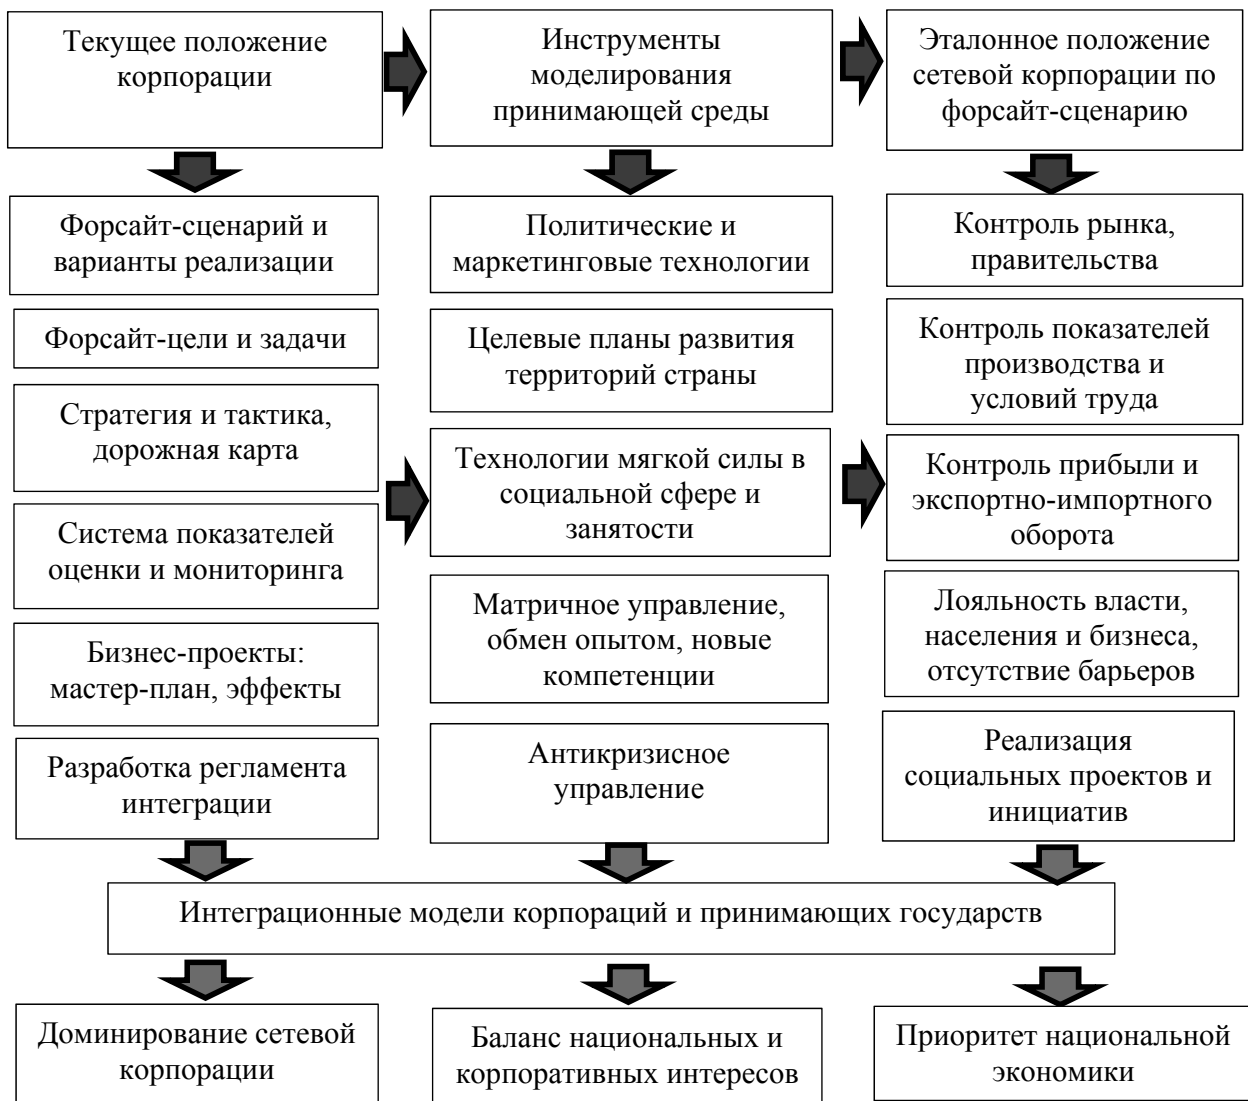 Текущее положение
корпорации
Инструменты
моделирования
принимающей среды
Эталонное положение
сетевой корпорации по
форсайт-сценарию
Форсайт-сценарий и
варианты реализации
Политические и
маркетинговые технологии
Контроль рынка,
правительства
Форсайт-цели и задачи
Целевые планы развития
территорий страны
Контроль показателей
производства и
условий труда
Стратегия и тактика,
дорожная карта
Технологии мягкой силы в
социальной сфере и
занятости
Контроль прибыли и
экспортно-импортного
оборота
Система показателей
оценки и мониторинга
Матричное управление,
обмен опытом, новые
компетенции
Лояльность власти,
населения и бизнеса,
отсутствие барьеров
Бизнес-проекты:
мастер-план, эффекты
Антикризисное
управление
Реализация
социальных проектов и
инициатив
Разработка регламента
интеграции
Интеграционные модели корпораций и принимающих государств
Доминирование сетевой
корпорации
Баланс национальных и
корпоративных интересов
Приоритет национальной
экономики